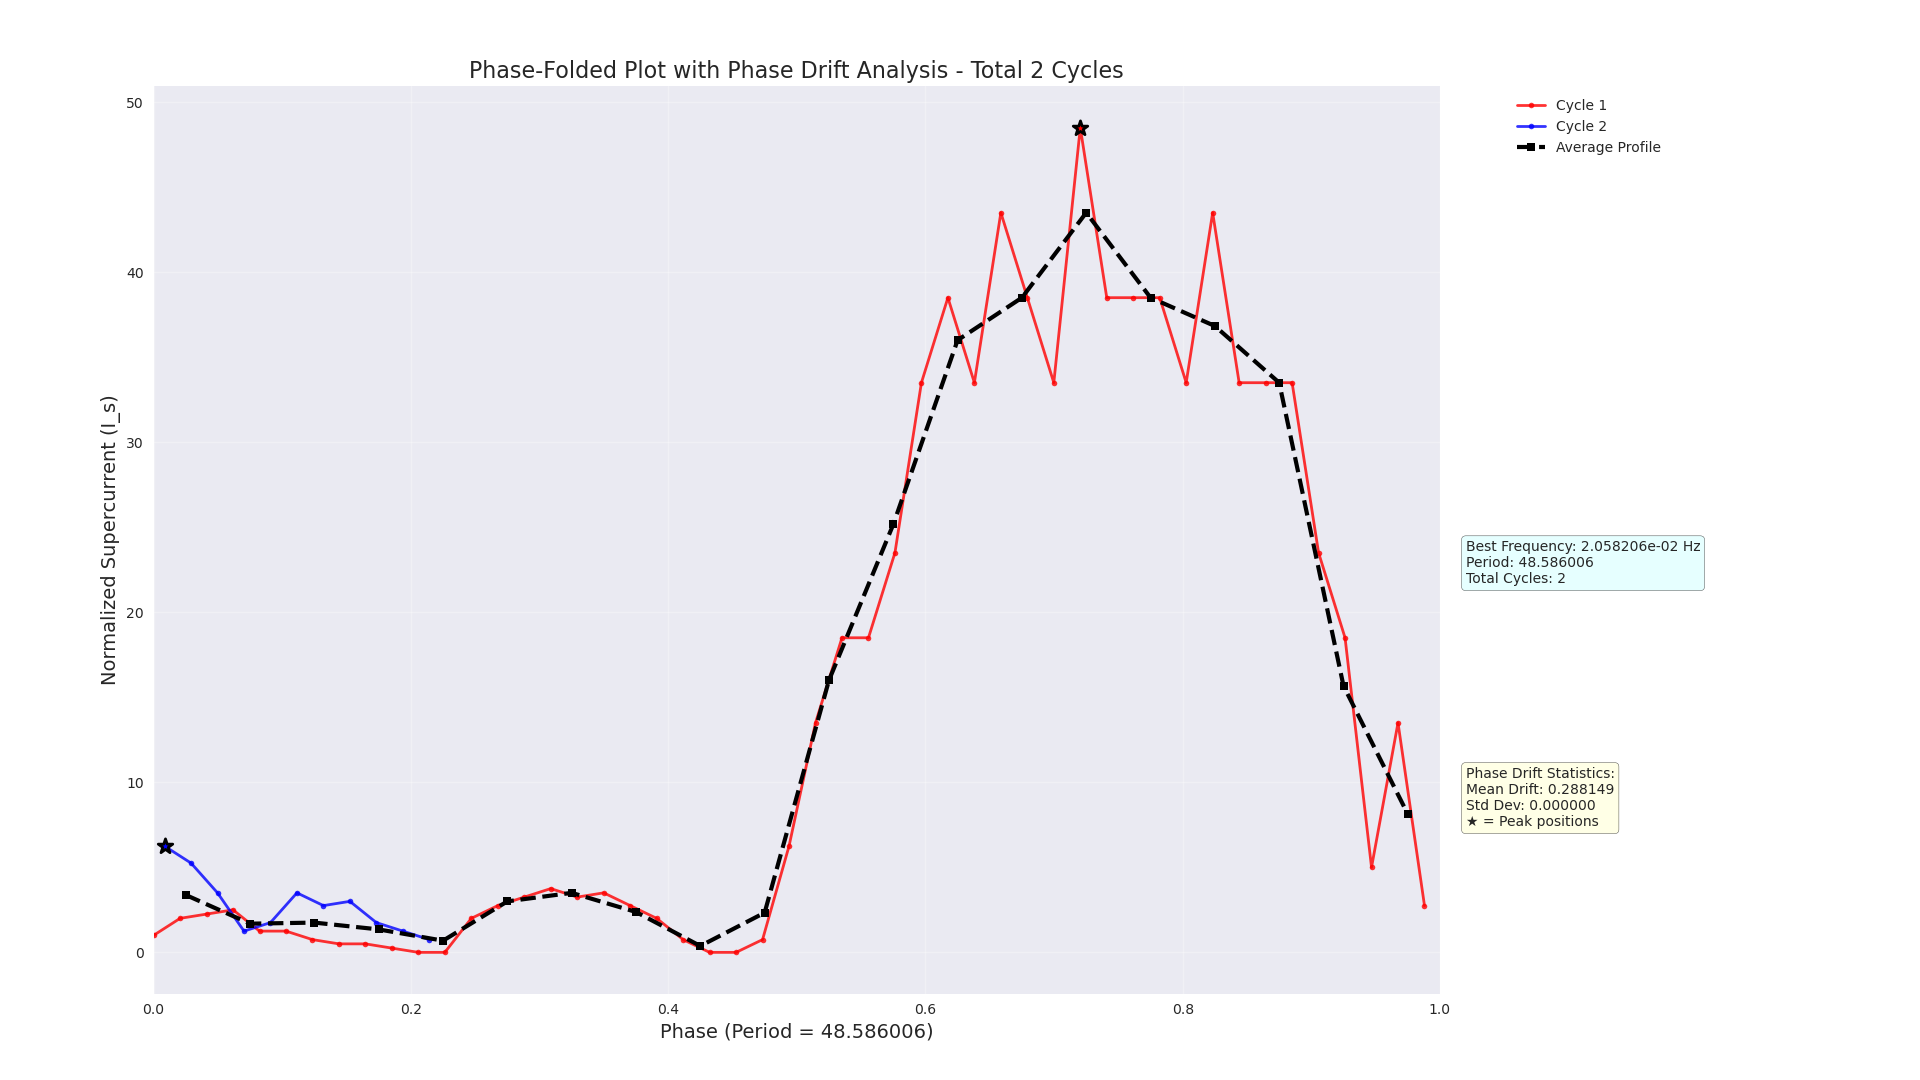 Phase-Folded Plot with Phase Drift Analysis - Total 2 Cycles
50
40
30
20
10
0
Normalized Supercurrent (I_s)
0.0
0.2
0.4
0.6
0.8
1.0
Phase (Period = 48.586006)
Cycle 1
Cycle 2
Average Profile
Best Frequency: 2.058206e-02 Hz
Period: 48.586006
Total Cycles: 2
Phase Drift Statistics:
Mean Drift: 0.288149
Std Dev: 0.000000
★ = Peak positions